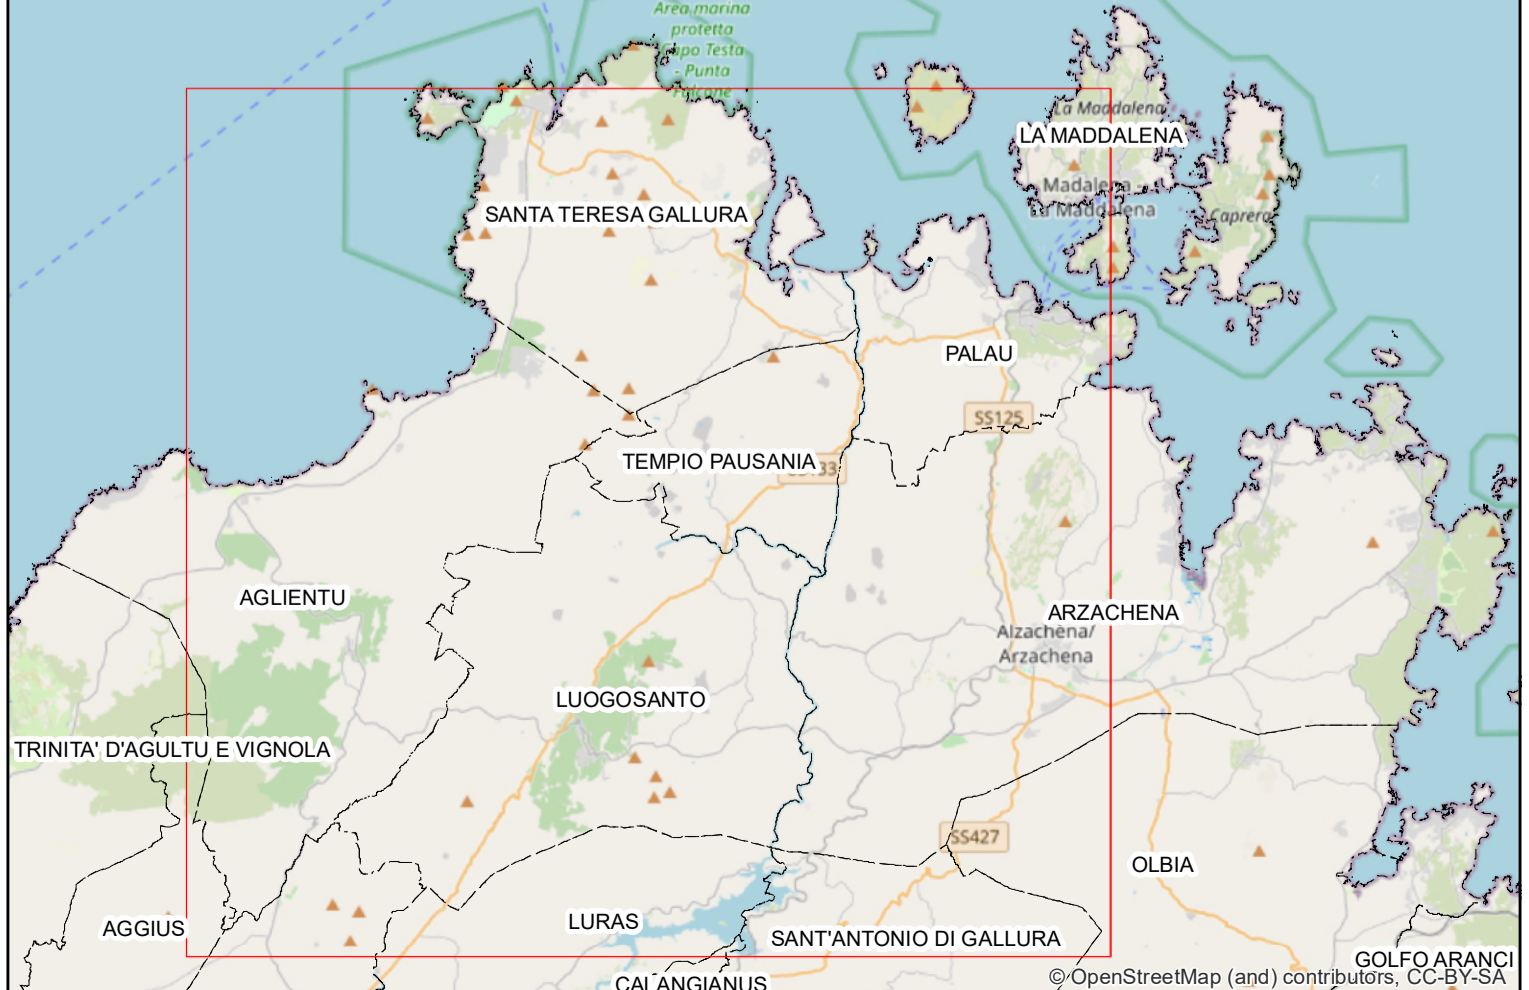 Area marina
protetta
Capo Testa
- Punta
Falcone
La Maddalena
LA MADDALENA
Madalena -
La Maddalena
Caprera
SANTA TERESA GALLURA
PALAU
SS125
TEMPIO PAUSANIA
AGLIENTU
ARZACHENA
Alzachena/
Arzachena
LUOGOSANTO
TRINITA' D'AGULTU E VIGNOLA
SS427
OLBIA
AGGIUS
LURAS
SANT'ANTONIO DI GALLURA
GOLFO ARANCI
CALANGIANUS
© OpenStreetMap (and) contributors, CC-BY-SA